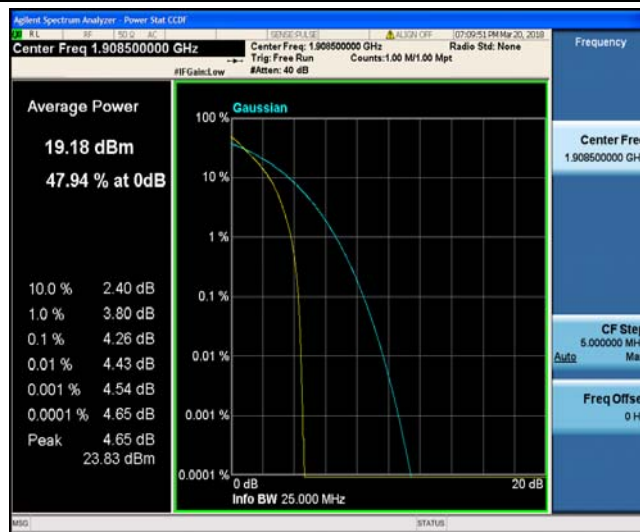 Agilent Spectrum Analyzer - Power Stat CCDF
RL RF 50 Ω AC SENSE:PULSE ALIGN OFF 07:09:51 PM Mar 20, 2018
Center Freq 1.908500000 GHz
Center Freq: 1.908500000 GHz Radio Std: None
Trig: Free Run Counts:1.00 M/1.00 Mpt
#IFGain:Low #Atten: 40 dB
Frequency
Average Power
19.18 dBm
47.94 % at 0dB
10.0 % 2.40 dB
1.0 % 3.80 dB
0.1 % 4.26 dB
0.01 % 4.43 dB
0.001 % 4.54 dB
0.0001 % 4.65 dB
Peak 4.65 dB
23.83 dBm
Gaussian
100 %
10 %
1 %
0.1 %
0.01 %
0.001 %
0.0001 %
0 dB 20 dB
Info BW 25.000 MHz
Center Fre
1.908500000 GH
CF Step
5.000000 MH
Auto Ma
Freq Offse
0 H
MSG STATUS